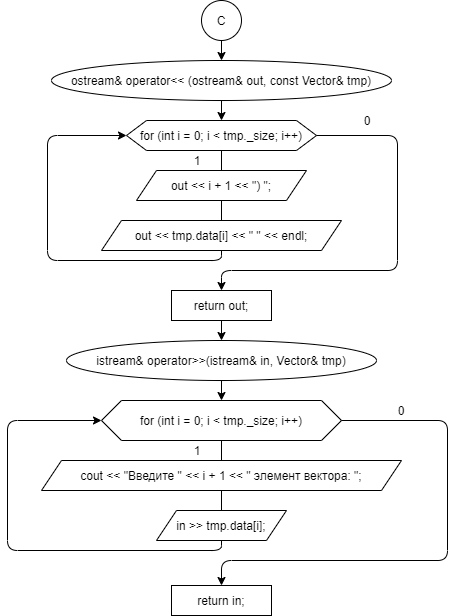 C
ostream& operator<< (ostream& out, const Vector& tmp)
for (int i = 0; i < tmp._size; i++)
0
1
out << i + 1 << ") ";
out << tmp.data[i] << " " << endl;
return out;
istream& operator>>(istream& in, Vector& tmp)
for (int i = 0; i < tmp._size; i++)
0
1
cout << "Введите " << i + 1 << " элемент вектора: ";
in >> tmp.data[i];
return in;